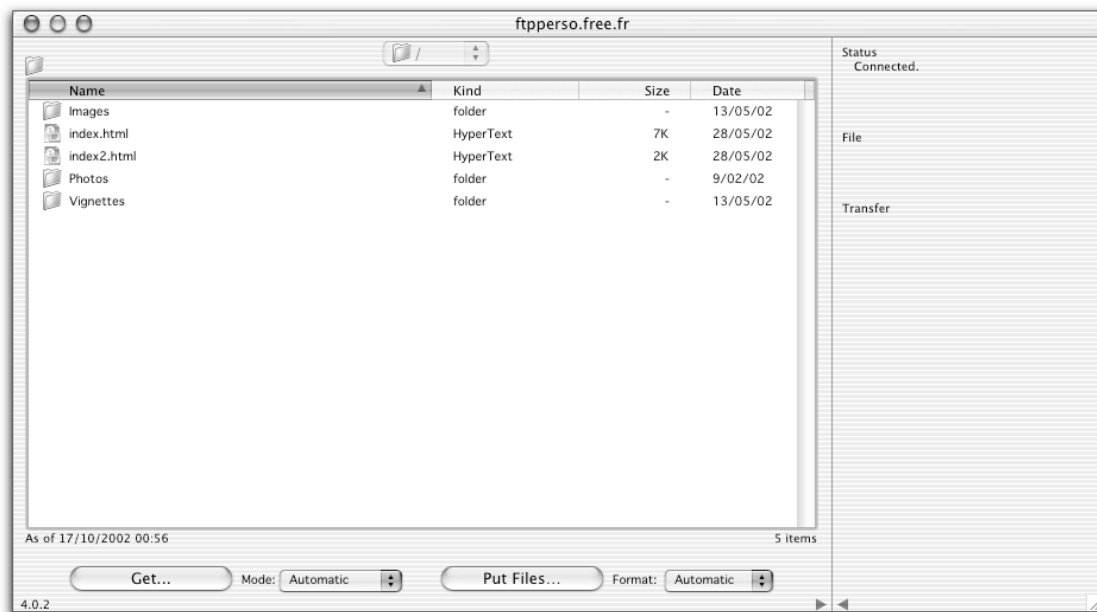 ftpperso.free.fr
/
Name Kind Size Date
Images folder - 13/05/02
index.html HyperText 7K 28/05/02
index2.html HyperText 2K 28/05/02
Photos folder - 9/02/02
Vignettes folder - 13/05/02
As of 17/10/2002 00:56 5 items
Get... Mode: Automatic Put Files... Format: Automatic
4.0.2
Status
Connected.
File
Transfer